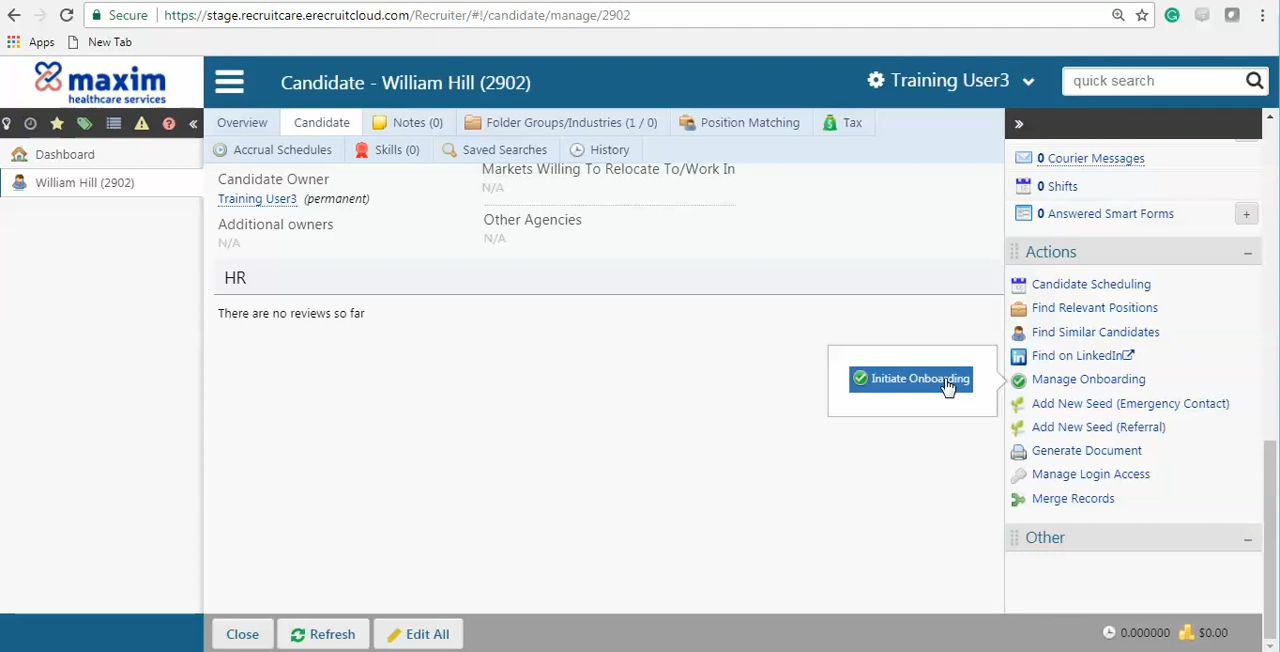 Secure | https://stage.recruitcare.erecruitcloud.com/Recruiter/#!/candidate/manage/2902
Apps New Tab
maxim
healthcare services
Candidate - William Hill (2902)
Training User3
quick search
Overview Candidate Notes (0) Folder Groups/Industries (1 / 0) Position Matching Tax
Accrual Schedules Skills (0) Saved Searches History
Dashboard
William Hill (2902)
Candidate Owner
Training User3 (permanent)
Additional owners
N/A
Markets Willing To Relocate To/Work In
N/A
Other Agencies
N/A
HR
There are no reviews so far
Initiate Onboarding
0 Courier Messages
0 Shifts
0 Answered Smart Forms +
Actions
Candidate Scheduling
Find Relevant Positions
Find Similar Candidates
Find on LinkedIn
Manage Onboarding
Add New Seed (Emergency Contact)
Add New Seed (Referral)
Generate Document
Manage Login Access
Merge Records
Other
Close Refresh Edit All
0.000000 $0.00